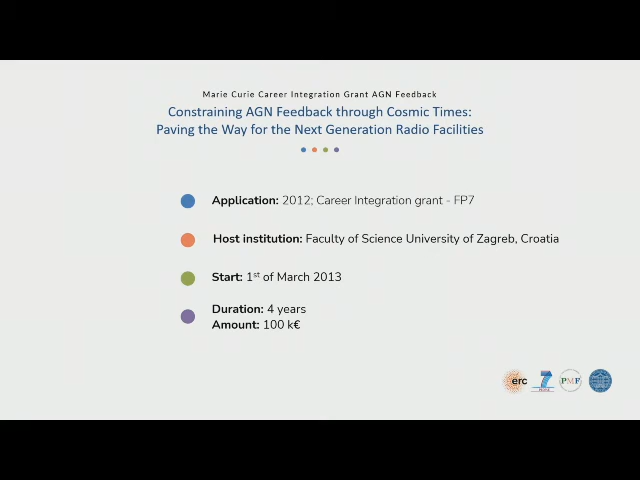 Marie Curie Career Integration Grant AGN Feedback
Constraining AGN Feedback through Cosmic Times:
Paving the Way for the Next Generation Radio Facilities
Application: 2012; Career Integration grant - FP7
Host institution: Faculty of Science University of Zagreb, Croatia
Start: 1st of March 2013
Duration: 4 years
Amount: 100 k€
erc
7
PMF